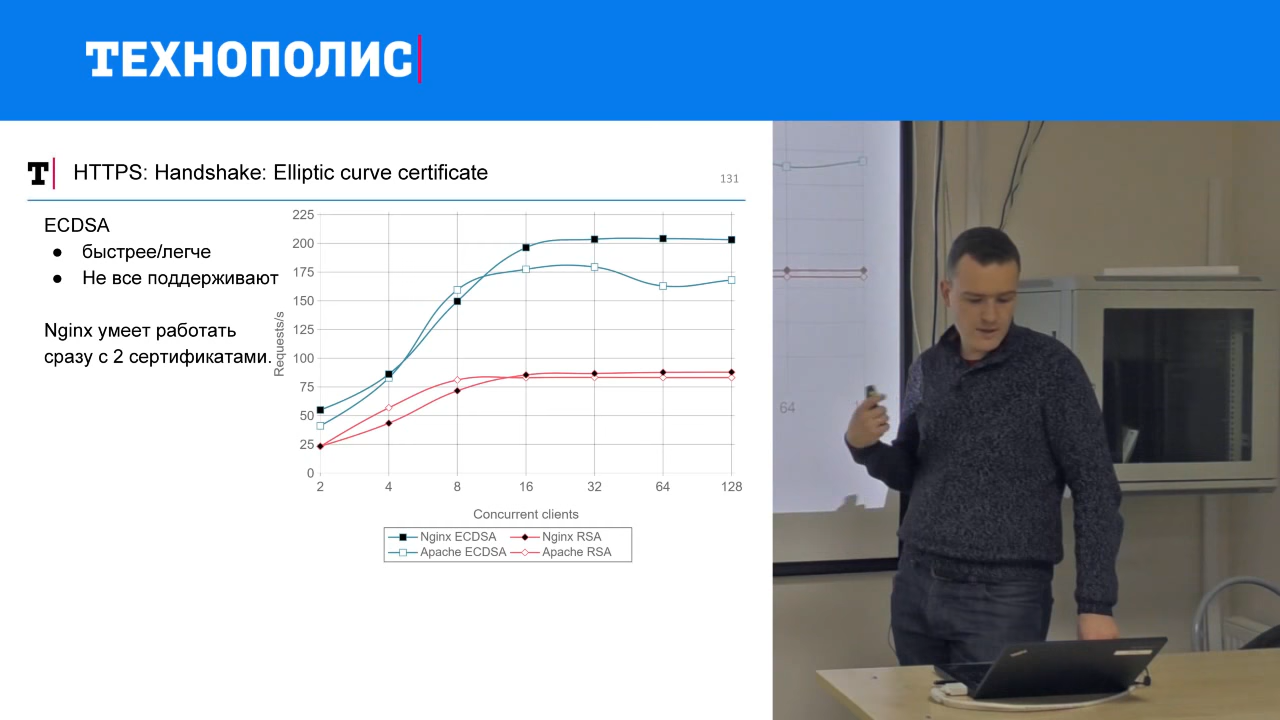 ТЕХНОПОЛИС
T HTTPS: Handshake: Elliptic curve certificate
131
ECDSA
● быстрее/легче
● Не все поддерживают
Nginx умеет работать
сразу с 2 сертификатами.
Requests/s
225
200
175
150
125
100
75
50
25
0
2 4 8 16 32 64 128
Concurrent clients
Nginx ECDSA Nginx RSA
Apache ECDSA Apache RSA
64